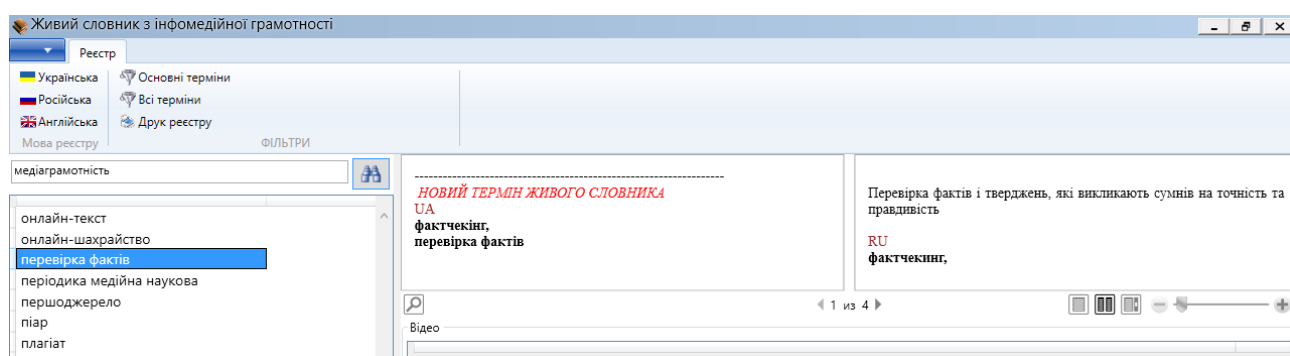 Живий словник з інфомедійної грамотності
Реєстр
Українська
Російська
Англійська
Мова реєстру
Основні терміни
Всі терміни
Друк реєстру
ФІЛЬТРИ
медіаграмотність
онлайн-текст
онлайн-шахрайство
перевірка фактів
періодика медійна наукова
першоджерело
піар
плагіат
------------------------------------------------------------------
НОВИЙ ТЕРМІН ЖИВОГО СЛОВНИКА
UA
фактчекінг,
перевірка фактів
Перевірка фактів і тверджень, які викликають сумнів на точність та
правдивість
RU
фактчекинг,
1 из 4
Відео